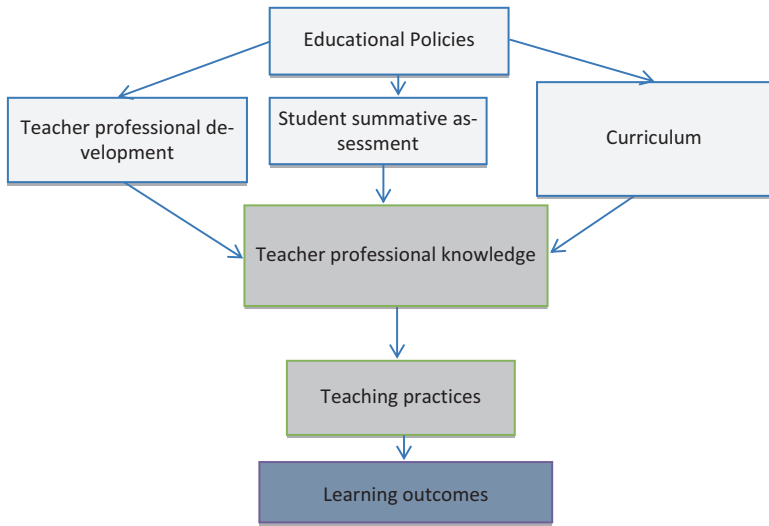 Educational Policies
Teacher professional de-
velopment
Student summative as-
sessment
Curriculum
Teacher professional knowledge
Teaching practices
Learning outcomes